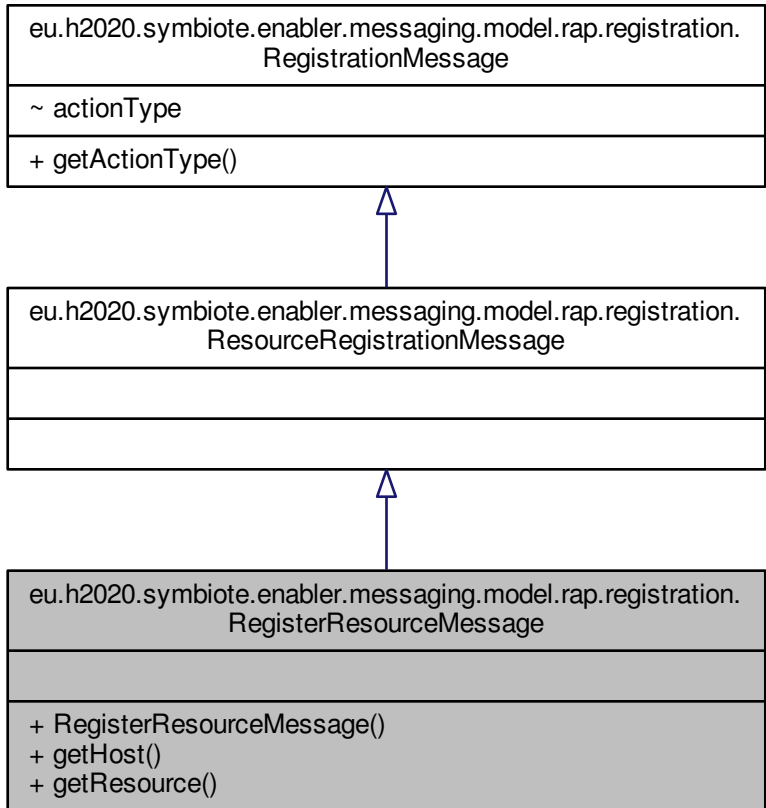 eu.h2020.symbiote.enabler.messaging.model.rap.registration.
RegistrationMessage
~ actionType
+ getActionType()
eu.h2020.symbiote.enabler.messaging.model.rap.registration.
ResourceRegistrationMessage
eu.h2020.symbiote.enabler.messaging.model.rap.registration.
RegisterResourceMessage
+ RegisterResourceMessage()
+ getHost()
+ getResource()